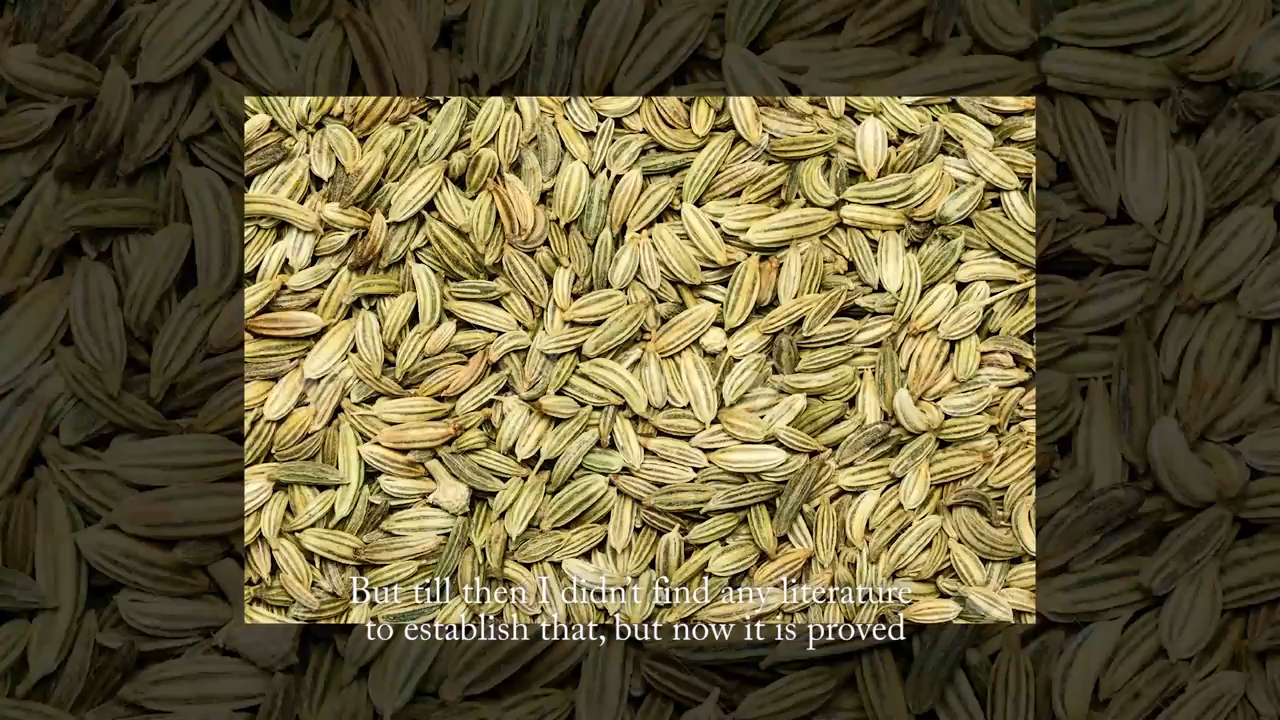 But till then I didn't find any literature
to establish that, but now it is proved